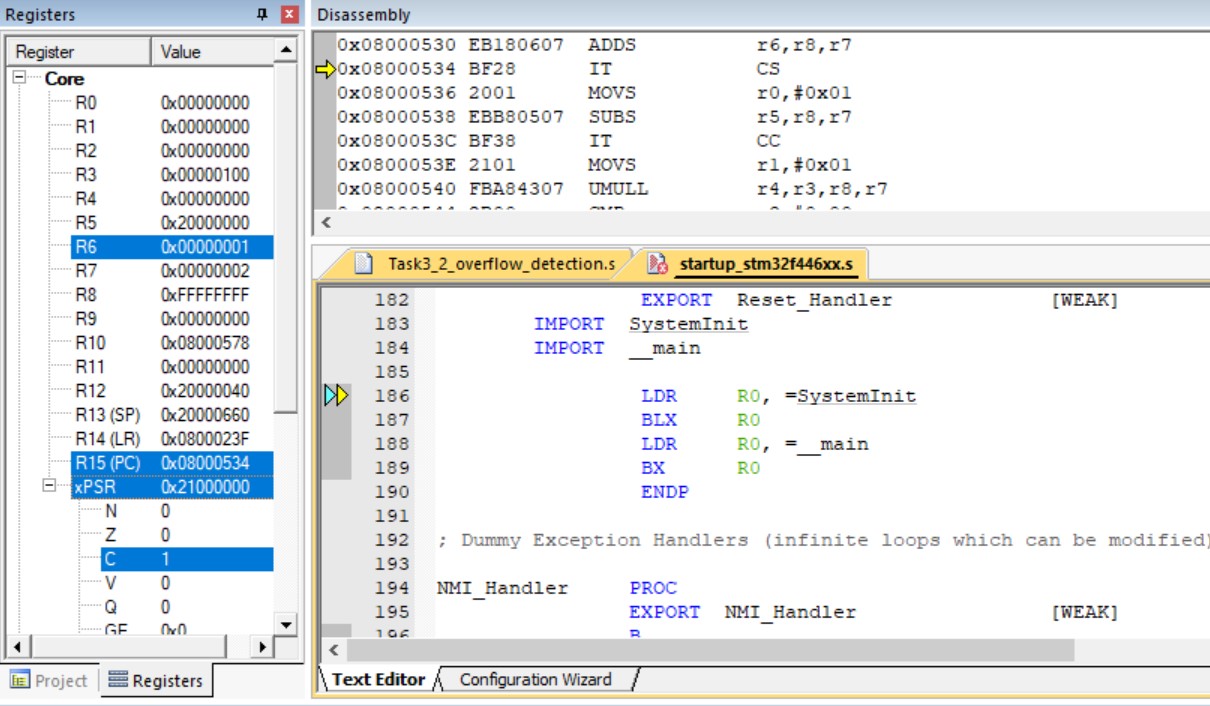 Registers
Register Value
Core
R0 0x00000000
R1 0x00000000
R2 0x00000000
R3 0x00000100
R4 0x00000000
R5 0x20000000
R6 0x00000001
R7 0x00000002
R8 0xFFFFFFFF
R9 0x00000000
R10 0x08000578
R11 0x00000000
R12 0x20000040
R13 (SP) 0x20000660
R14 (LR) 0x0800023F
R15 (PC) 0x08000534
xPSR 0x21000000
N 0
Z 0
C 1
V 0
Q 0
GE 0x0
Project Registers
Disassembly
0x08000530 EB180607 ADDS r6,r8,r7
0x08000534 BF28 IT CS
0x08000536 2001 MOVS r0,#0x01
0x08000538 EBB80507 SUBS r5,r8,r7
0x0800053C BF38 IT CC
0x0800053E 2101 MOVS r1,#0x01
0x08000540 FBA84307 UMULL r4,r3,r8,r7
Task3_2_overflow_detection.s startup_stm32f446xx.s
182 EXPORT Reset_Handler [WEAK]
183 IMPORT SystemInit
184 IMPORT __main
185
186 LDR R0, =SystemInit
187 BLX R0
188 LDR R0, =__main
189 BX R0
190 ENDP
191
192 ; Dummy Exception Handlers (infinite loops which can be modified)
193
194 NMI_Handler PROC
195 EXPORT NMI_Handler [WEAK]
196 B
Text Editor Configuration Wizard